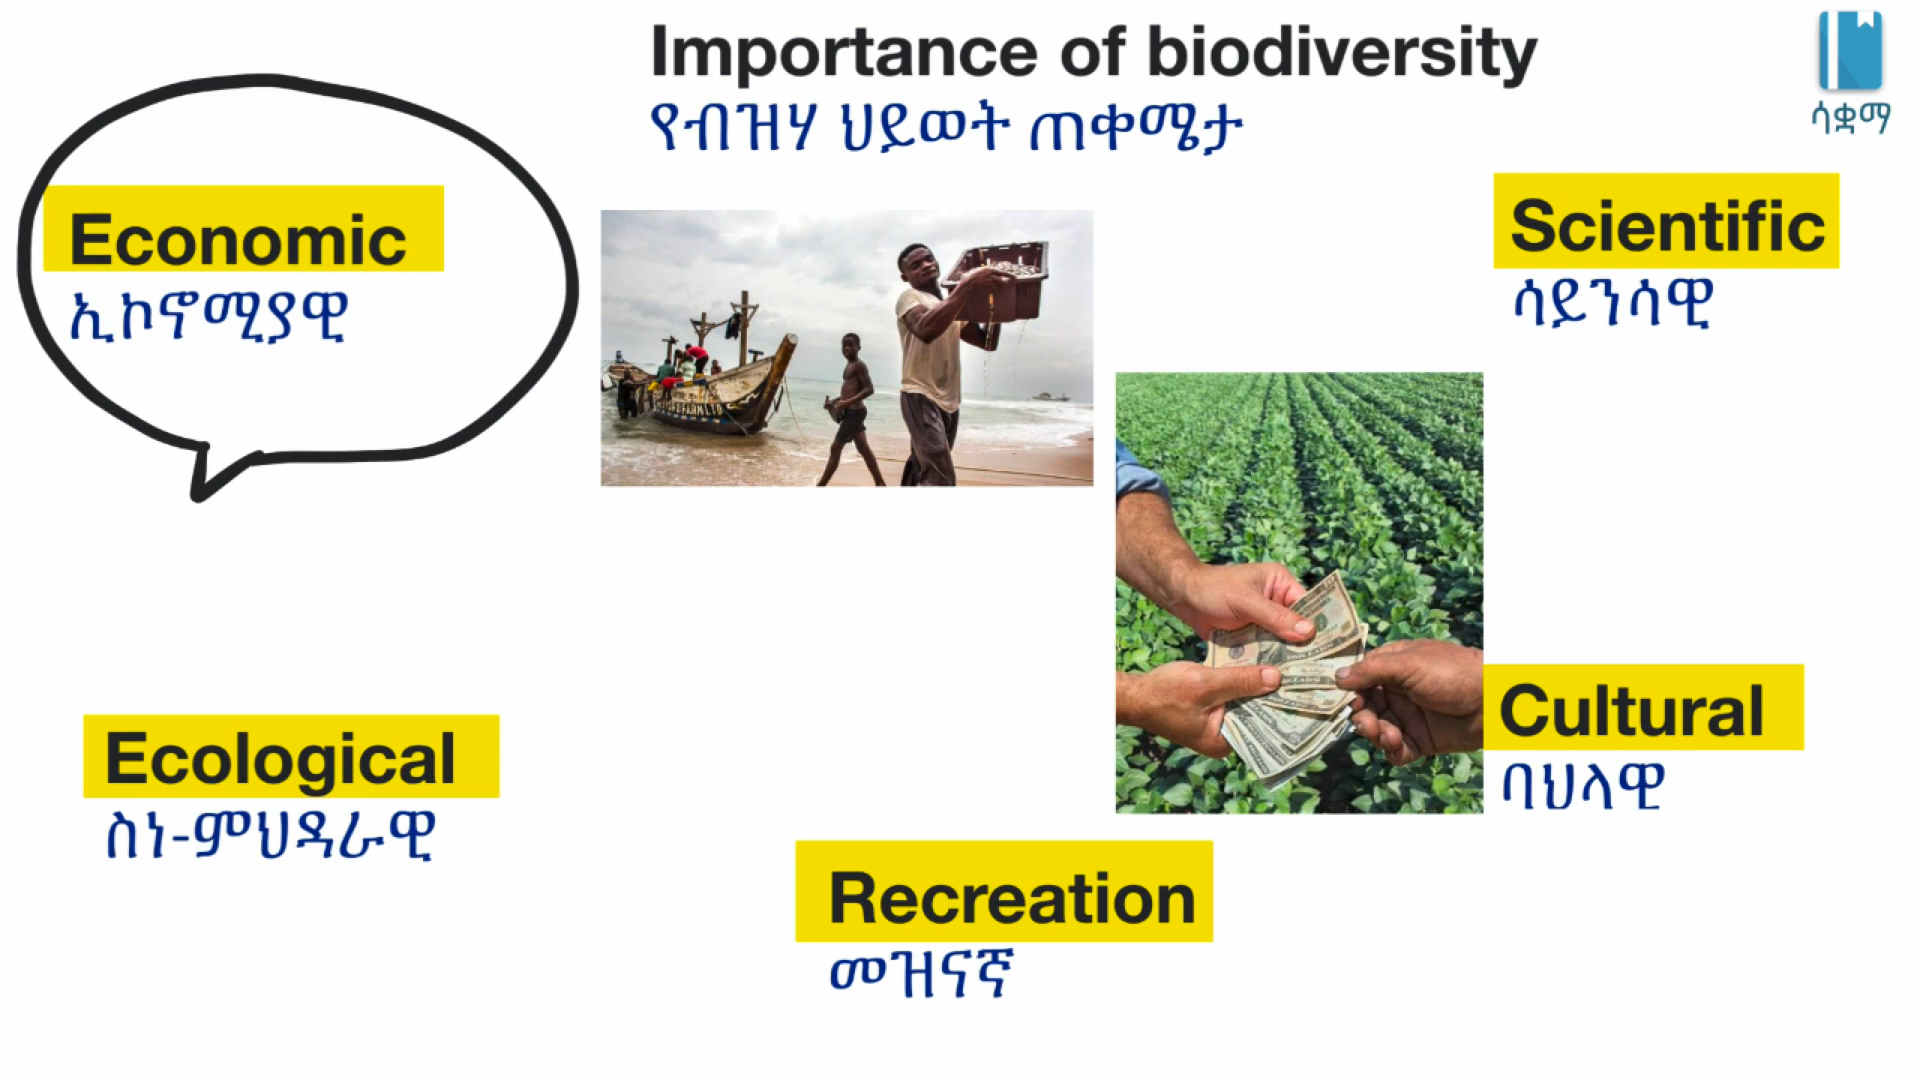 Importance of biodiversity
የብዝሃ ህይወት ጠቀሜታ
ሳቋማ
Economic
ኢኮኖሚያዊ
Scientific
ሳይንሳዊ
Ecological
ስነ-ምህዳራዊ
Cultural
ባህላዊ
Recreation
መዝናኛ